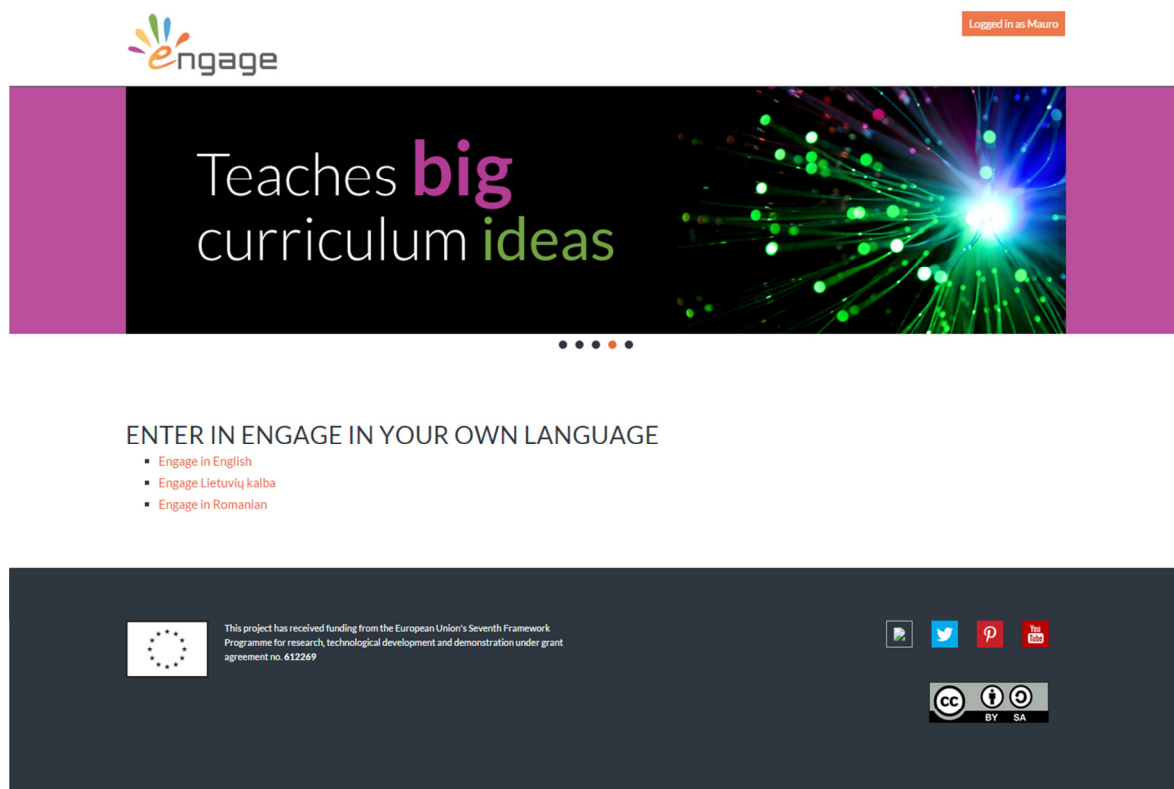 engage
Logged in as Mauro
Teaches big
curriculum ideas
ENTER IN ENGAGE IN YOUR OWN LANGUAGE
Engage in English
Engage Lietuvių kalba
Engage in Romanian
This project has received funding from the European Union's Seventh Framework
Programme for research, technological development and demonstration under grant
agreement no. 612269
You
Tube
cc
BY SA